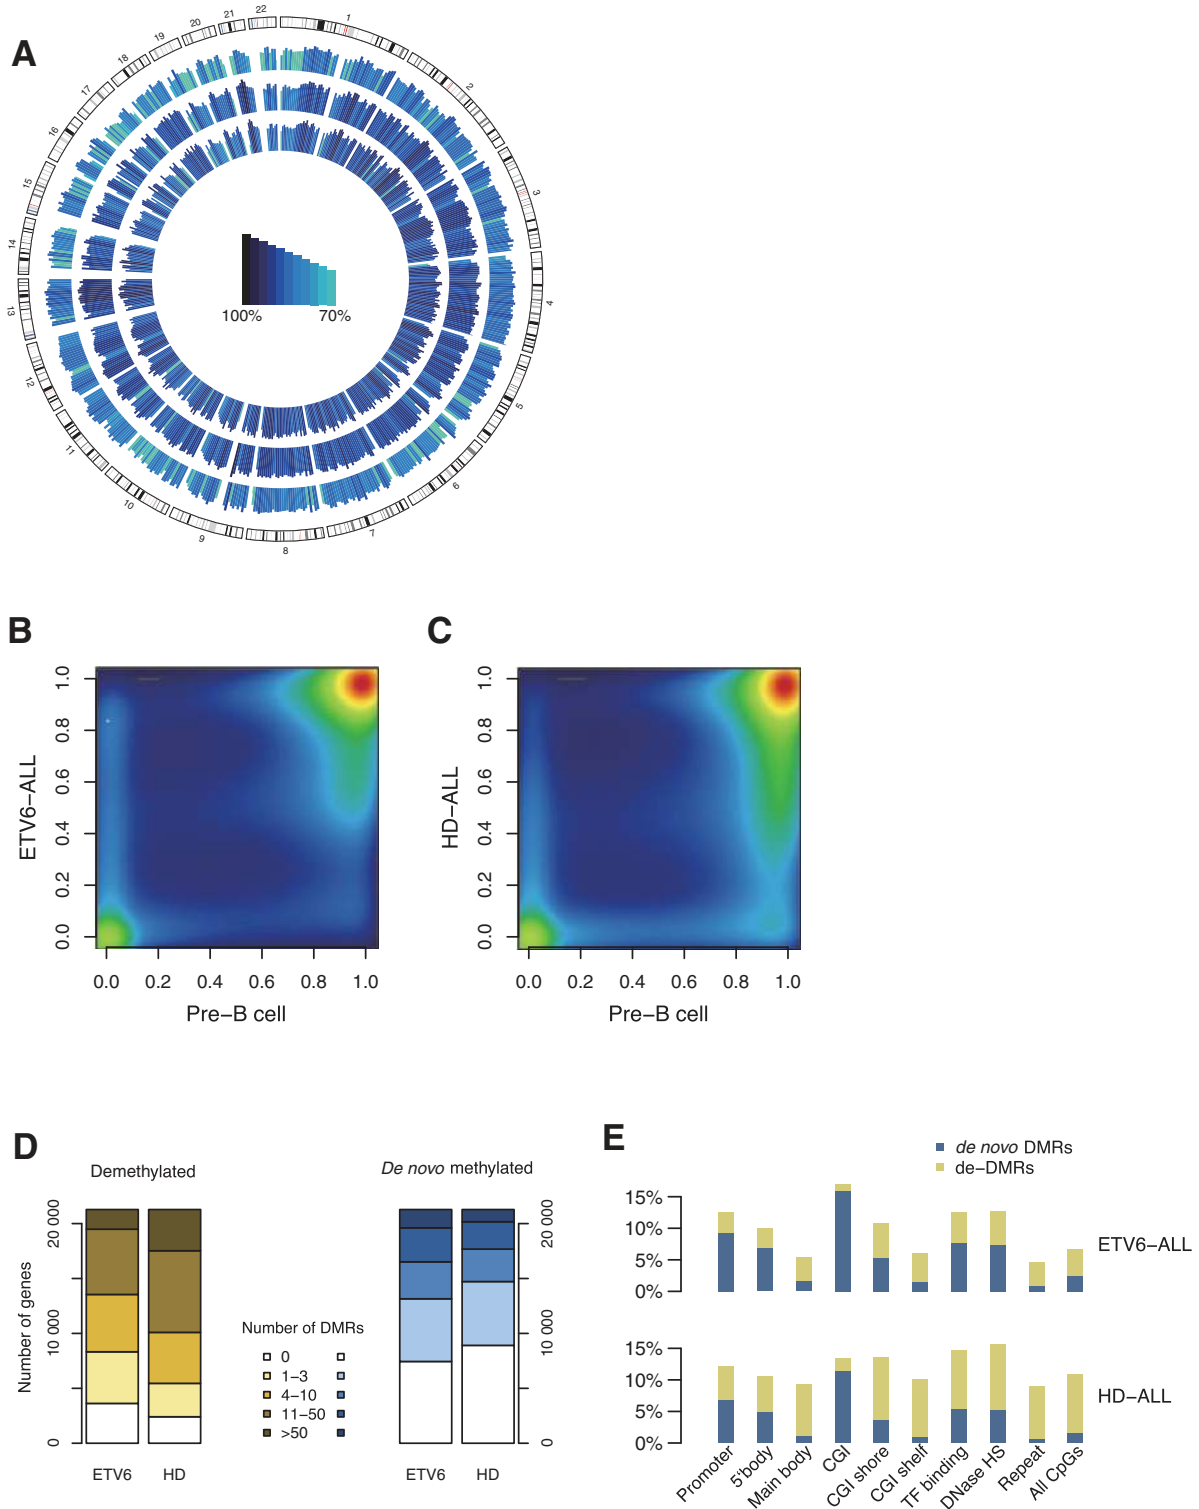 A
1
2
3
4
5
6
7
8
9
10
11
12
13
14
15
16
17
18
19
20
21
22
100% 70%
B
ETV6–ALL
1.0
0.8
0.6
0.4
0.2
0.0
0.0 0.2 0.4 0.6 0.8 1.0
Pre–B cell
C
HD–ALL
1.0
0.8
0.6
0.4
0.2
0.0
0.0 0.2 0.4 0.6 0.8 1.0
Pre–B cell
D
Demethylated
De novo methylated
Number of genes
20 000
10 000
0
ETV6 HD
Number of DMRs
0
1–3
4–10
11–50
>50
20 000
10 000
0
ETV6 HD
E
de novo DMRs
de–DMRs
15%
10%
5%
0%
ETV6–ALL
15%
10%
5%
0%
HD–ALL
Promoter
5'body
Main body
CGI
CGI shore
CGI shelf
TF binding
DNase HS
Repeat
All CpGs